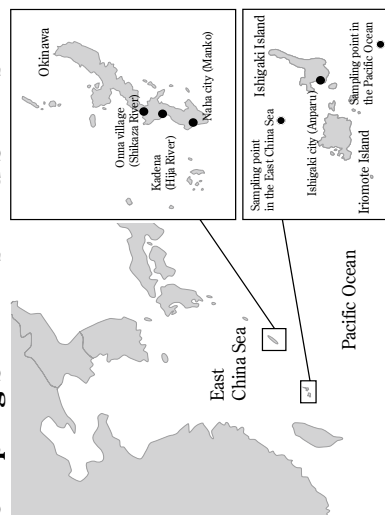 Okinawa
Onna village
(Shikaza River)
Kadena
(Hija River)
Naha city (Manko)
Ishigaki Island
Sampling point
in the East China Sea
Ishigaki city (Anparu)
Iriomote Island
Sampling point in
the Pacific Ocean
East
China Sea
Pacific Ocean